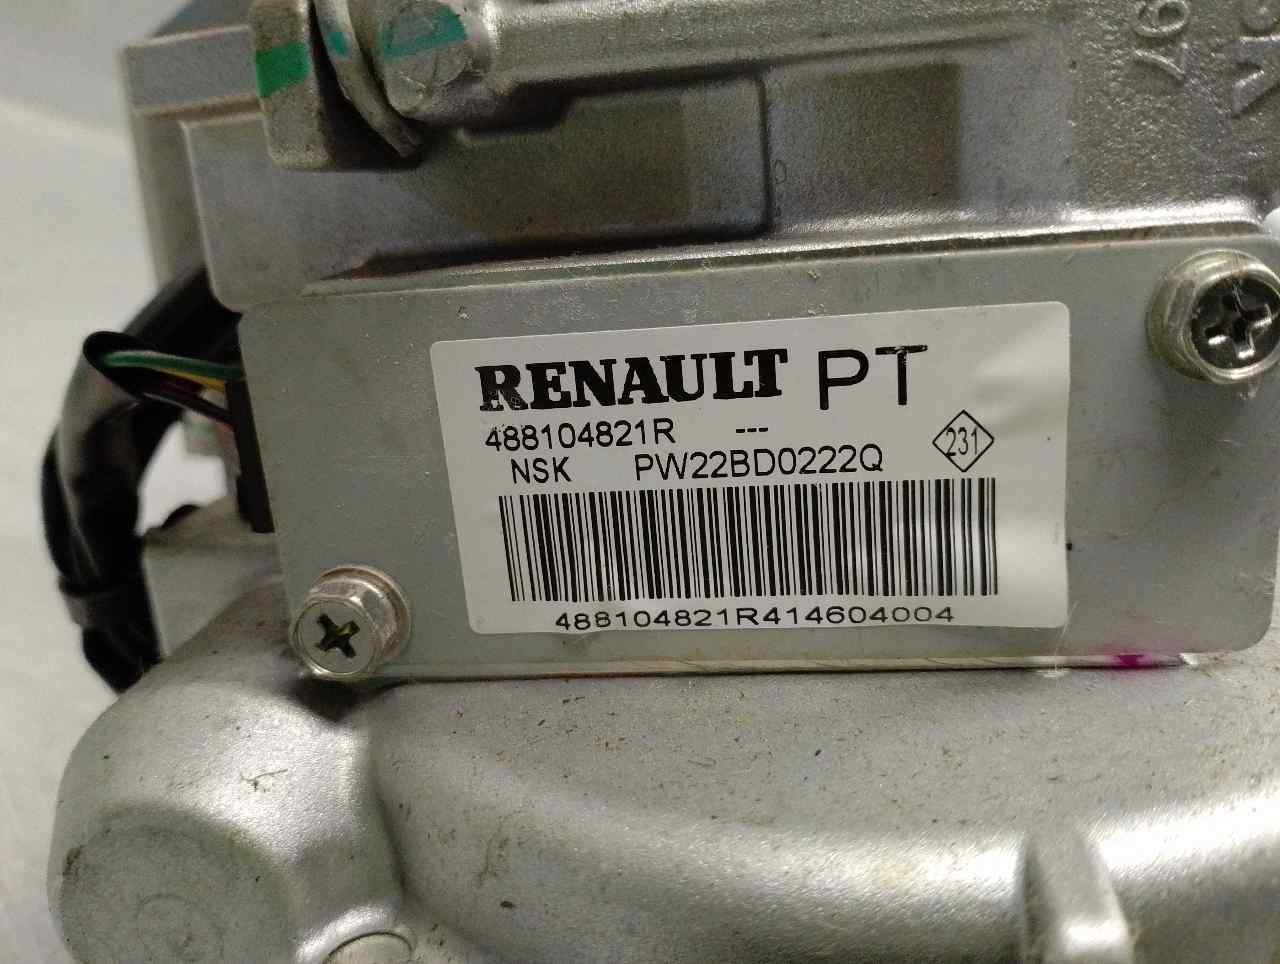 RENAULT PT
488104821R ---
NSK PW22BD0222Q 231
488104821R414604004